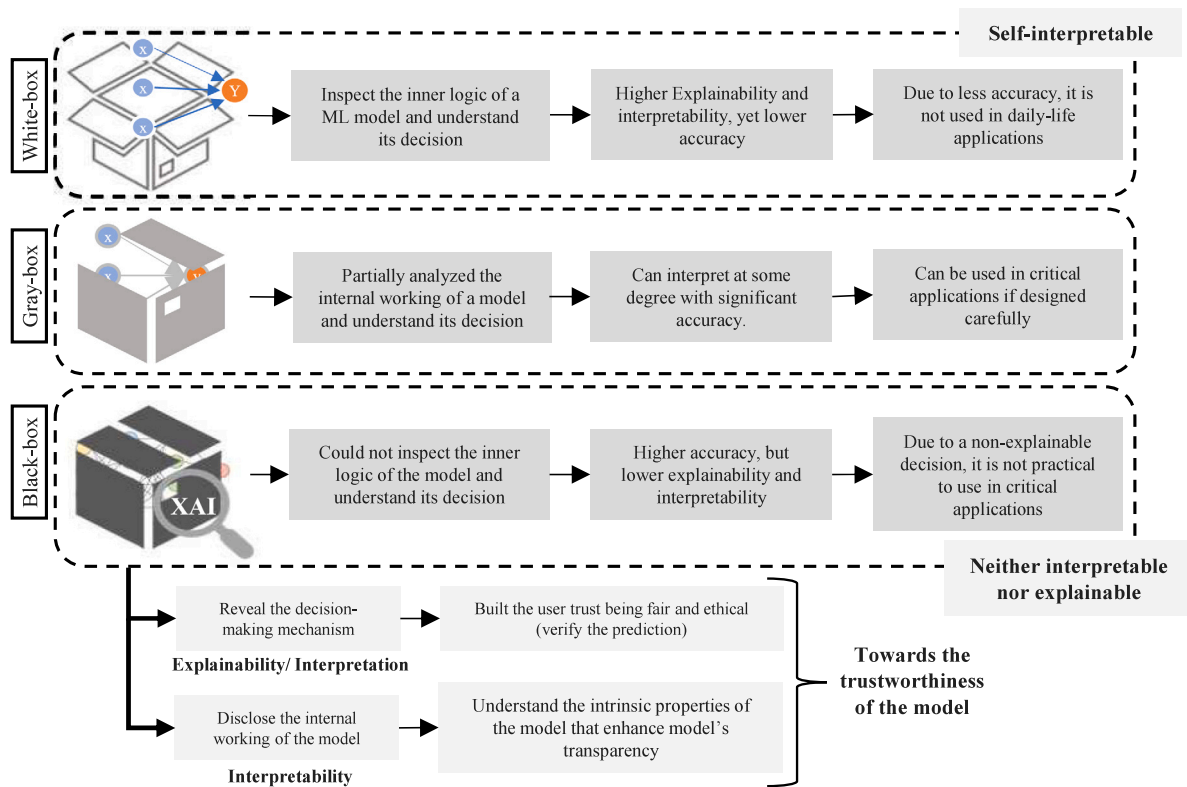 Self-interpretable
White-box
x
x
x
Y
Inspect the inner logic of a
ML model and understand
its decision
Higher Explainability and
interpretability, yet lower
accuracy
Due to less accuracy, it is
not used in daily-life
applications
Gray-box
x
x
Partially analyzed the
internal working of a model
and understand its decision
Can interpret at some
degree with significant
accuracy.
Can be used in critical
applications if designed
carefully
Black-box
XAI
Could not inspect the inner
logic of the model and
understand its decision
Higher accuracy, but
lower explainability and
interpretability
Due to a non-explainable
decision, it is not practical
to use in critical
applications
Neither interpretable
nor explainable
Reveal the decision-
making mechanism
Explainability/ Interpretation
Built the user trust being fair and ethical
(verify the prediction)
Disclose the internal
working of the model
Interpretability
Understand the intrinsic properties of
the model that enhance model's
transparency
Towards the
trustworthiness
of the model